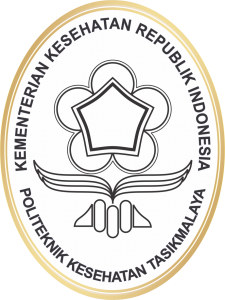 KEMENTERIAN KESEHATAN REPUBLIK INDONESIA
POLITEKNIK KESEHATAN TASIKMALAYA